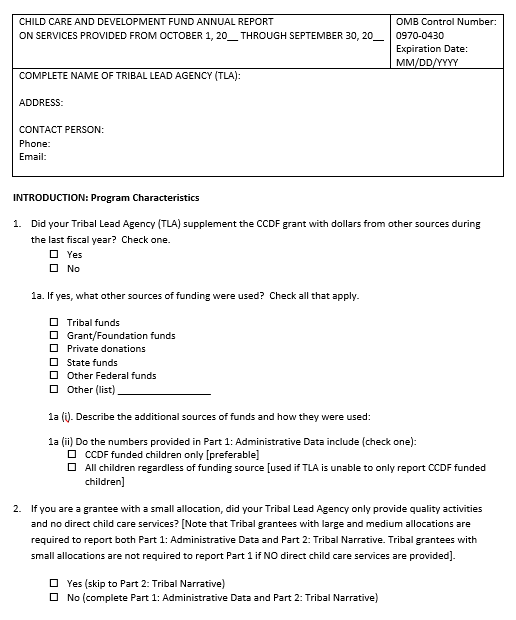 CHILD CARE AND DEVELOPMENT FUND ANNUAL REPORT
ON SERVICES PROVIDED FROM OCTOBER 1, 20__ THROUGH SEPTEMBER 30, 20__
OMB Control Number:
0970-0430
Expiration Date:
MM/DD/YYYY
COMPLETE NAME OF TRIBAL LEAD AGENCY (TLA):
ADDRESS:
CONTACT PERSON:
Phone:
Email:
INTRODUCTION: Program Characteristics
1. Did your Tribal Lead Agency (TLA) supplement the CCDF grant with dollars from other sources during
the last fiscal year? Check one.
☐ Yes
☐ No
1a. If yes, what other sources of funding were used? Check all that apply.
☐ Tribal funds
☐ Grant/Foundation funds
☐ Private donations
☐ State funds
☐ Other Federal funds
☐ Other (list) __________________
1a (i). Describe the additional sources of funds and how they were used:
1a (ii) Do the numbers provided in Part 1: Administrative Data include (check one):
☐ CCDF funded children only [preferable]
☐ All children regardless of funding source [used if TLA is unable to only report CCDF funded
children]
2. If you are a grantee with a small allocation, did your Tribal Lead Agency only provide quality activities
and no direct child care services? [Note that Tribal grantees with large and medium allocations are
required to report both Part 1: Administrative Data and Part 2: Tribal Narrative. Tribal grantees with
small allocations are not required to report Part 1 if NO direct child care services are provided].
☐ Yes (skip to Part 2: Tribal Narrative)
☐ No (complete Part 1: Administrative Data and Part 2: Tribal Narrative)